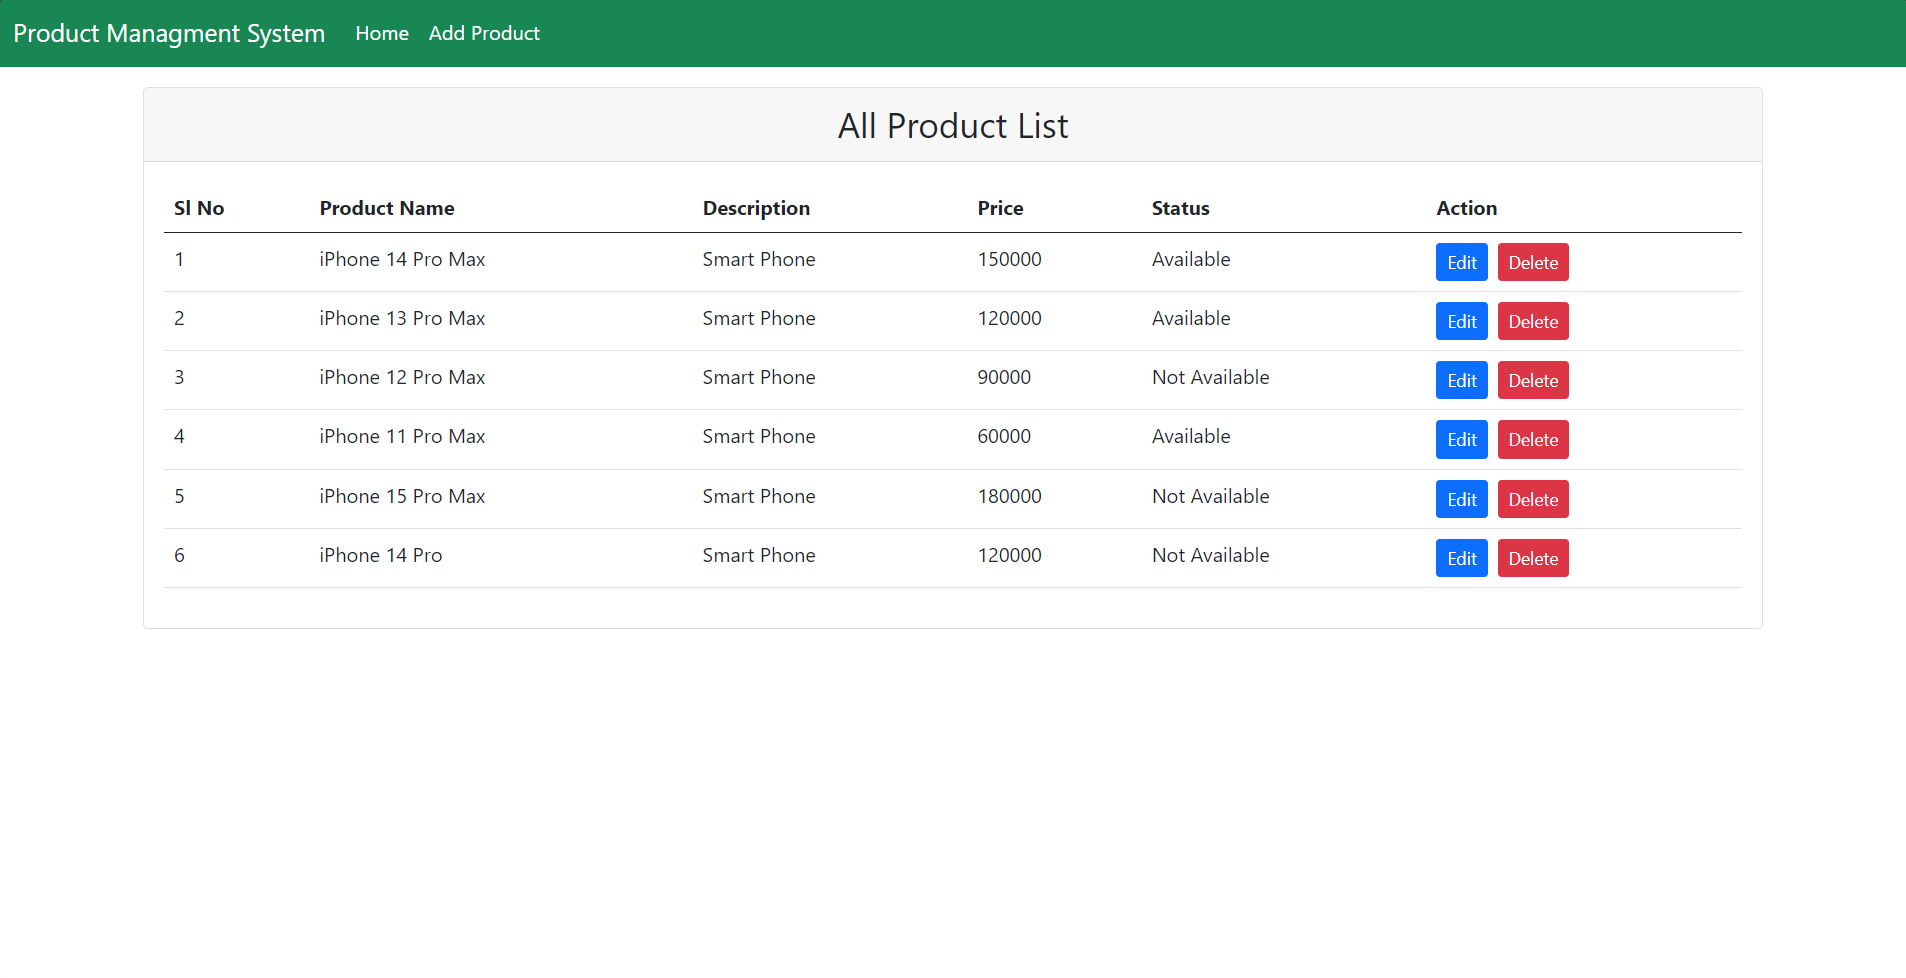 Product Managment System Home Add Product
All Product List
Sl No Product Name Description Price Status Action
1 iPhone 14 Pro Max Smart Phone 150000 Available Edit Delete
2 iPhone 13 Pro Max Smart Phone 120000 Available Edit Delete
3 iPhone 12 Pro Max Smart Phone 90000 Not Available Edit Delete
4 iPhone 11 Pro Max Smart Phone 60000 Available Edit Delete
5 iPhone 15 Pro Max Smart Phone 180000 Not Available Edit Delete
6 iPhone 14 Pro Smart Phone 120000 Not Available Edit Delete